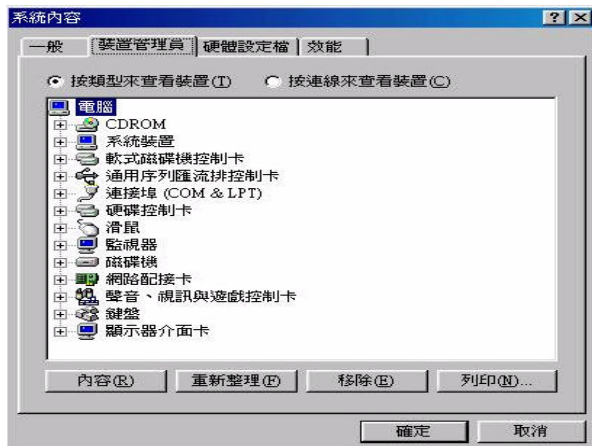 系統內容
一般 裝置管理員 硬體設定檔 效能
按類型來查看裝置(T) 按連線來查看裝置(C)
電腦
CDROM
系統裝置
軟式磁碟機控制卡
通用序列匯流排控制卡
連接埠 (COM & LPT)
硬碟控制卡
滑鼠
監視器
磁碟機
網路配接卡
聲音、視訊與遊戲控制卡
鍵盤
顯示器介面卡
內容(R) 重新整理(F) 移除(E) 列印(N)...
確定 取消